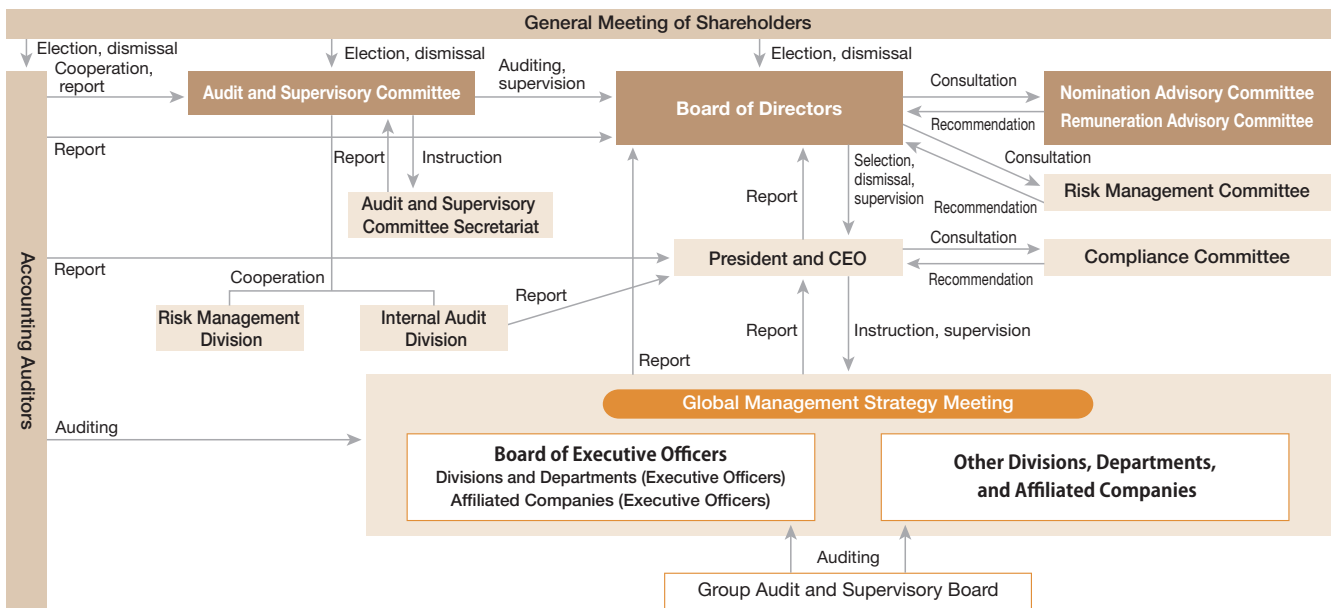 General Meeting of Shareholders
Election, dismissal
Election, dismissal
Election, dismissal
Cooperation,
report
Audit and Supervisory Committee
Auditing,
supervision
Board of Directors
Consultation
Recommendation
Nomination Advisory Committee
Remuneration Advisory Committee
Report
Report
Instruction
Audit and Supervisory
Committee Secretariat
Report
Selection,
dismissal,
supervision
Consultation
Recommendation
Risk Management Committee
Accounting Auditors
Report
President and CEO
Consultation
Recommendation
Compliance Committee
Cooperation
Risk Management
Division
Internal Audit
Division
Report
Report
Report
Instruction, supervision
Global Management Strategy Meeting
Auditing
Board of Executive Officers
Divisions and Departments (Executive Officers)
Affiliated Companies (Executive Officers)
Other Divisions, Departments,
and Affiliated Companies
Auditing
Group Audit and Supervisory Board